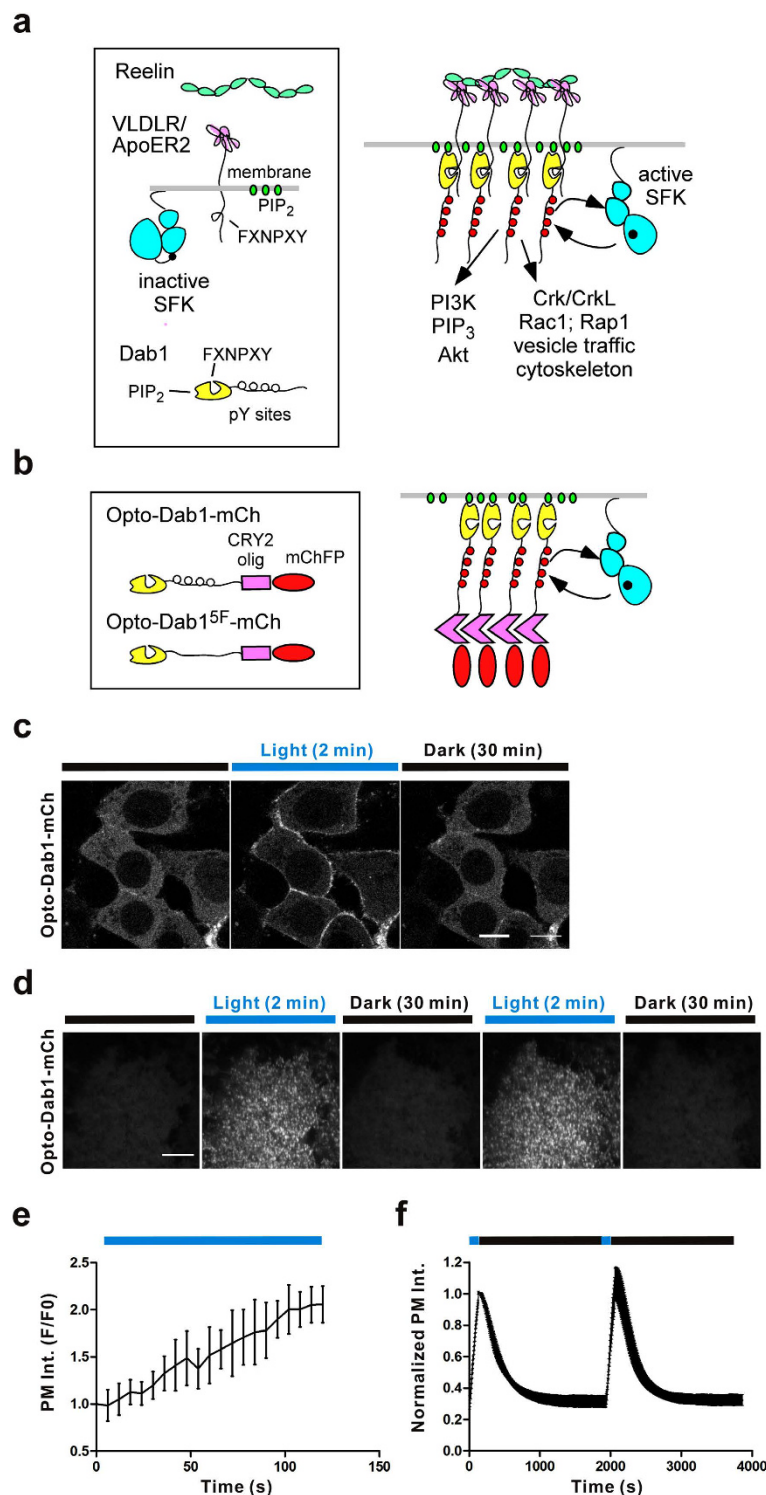 a
Reelin
VLDLR/
ApoER2
membrane
PIP2
FXNPXY
inactive
SFK
Dab1
FXNPXY
PIP2
pY sites
active
SFK
PI3K
PIP3
Akt
Crk/CrkL
Rac1; Rap1
vesicle traffic
cytoskeleton
b
Opto-Dab1-mCh
CRY2
olig
mChFP
Opto-Dab1^5F-mCh
c
Light (2 min)
Dark (30 min)
Opto-Dab1-mCh
d
Light (2 min)
Dark (30 min)
Light (2 min)
Dark (30 min)
Opto-Dab1-mCh
e
PM Int. (F/F0)
2.5
2.0
1.5
1.0
0.5
0
50
100
150
Time (s)
f
Normalized PM Int.
1.2
1.0
0.8
0.6
0.4
0.2
0.0
0
1000
2000
3000
4000
Time (s)